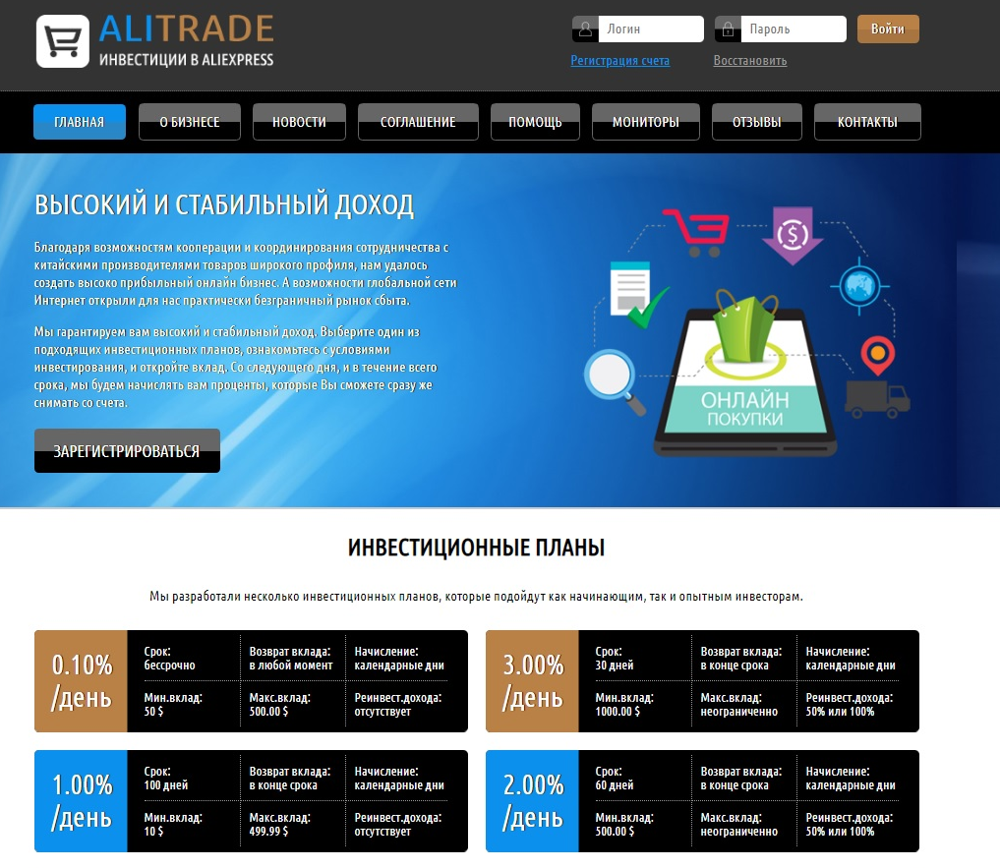 ALITRADE
ИНВЕСТИЦИИ В ALIEXPRESS
Логин
Пароль
Войти
Регистрация счета
Восстановить
ГЛАВНАЯ
О БИЗНЕСЕ
НОВОСТИ
СОГЛАШЕНИЕ
ПОМОЩЬ
МОНИТОРЫ
ОТЗЫВЫ
КОНТАКТЫ
ВЫСОКИЙ И СТАБИЛЬНЫЙ ДОХОД
Благодаря возможностям кооперации и координирования сотрудничества с
китайскими производителями товаров широкого профиля, нам удалось
создать высоко прибыльный онлайн бизнес. А возможности глобальной сети
Интернет открыли для нас практически безграничный рынок сбыта.
Мы гарантируем вам высокий и стабильный доход. Выберите один из
подходящих инвестиционных планов, ознакомьтесь с условиями
инвестирования, и откройте вклад. Со следующего дня, и в течение всего
срока, мы будем начислять вам проценты, которые Вы сможете сразу же
снимать со счета.
ЗАРЕГИСТРИРОВАТЬСЯ
$
ОНЛАЙН
ПОКУПКИ
ИНВЕСТИЦИОННЫЕ ПЛАНЫ
Мы разработали несколько инвестиционных планов, которые подойдут как начинающим, так и опытным инвесторам.
0.10%
/день
Срок:
бессрочно
Возврат вклада:
в любой момент
Начисление:
календарные дни
Мин.вклад:
50 $
Макс.вклад:
500.00 $
Реинвест.дохода:
отсутствует
3.00%
/день
Срок:
30 дней
Возврат вклада:
в конце срока
Начисление:
календарные дни
Мин.вклад:
1000.00 $
Макс.вклад:
неограниченно
Реинвест.дохода:
50% или 100%
1.00%
/день
Срок:
100 дней
Возврат вклада:
в конце срока
Начисление:
календарные дни
Мин.вклад:
10 $
Макс.вклад:
499.99 $
Реинвест.дохода:
отсутствует
2.00%
/день
Срок:
60 дней
Возврат вклада:
в конце срока
Начисление:
календарные дни
Мин.вклад:
500.00 $
Макс.вклад:
неограниченно
Реинвест.дохода:
50% или 100%